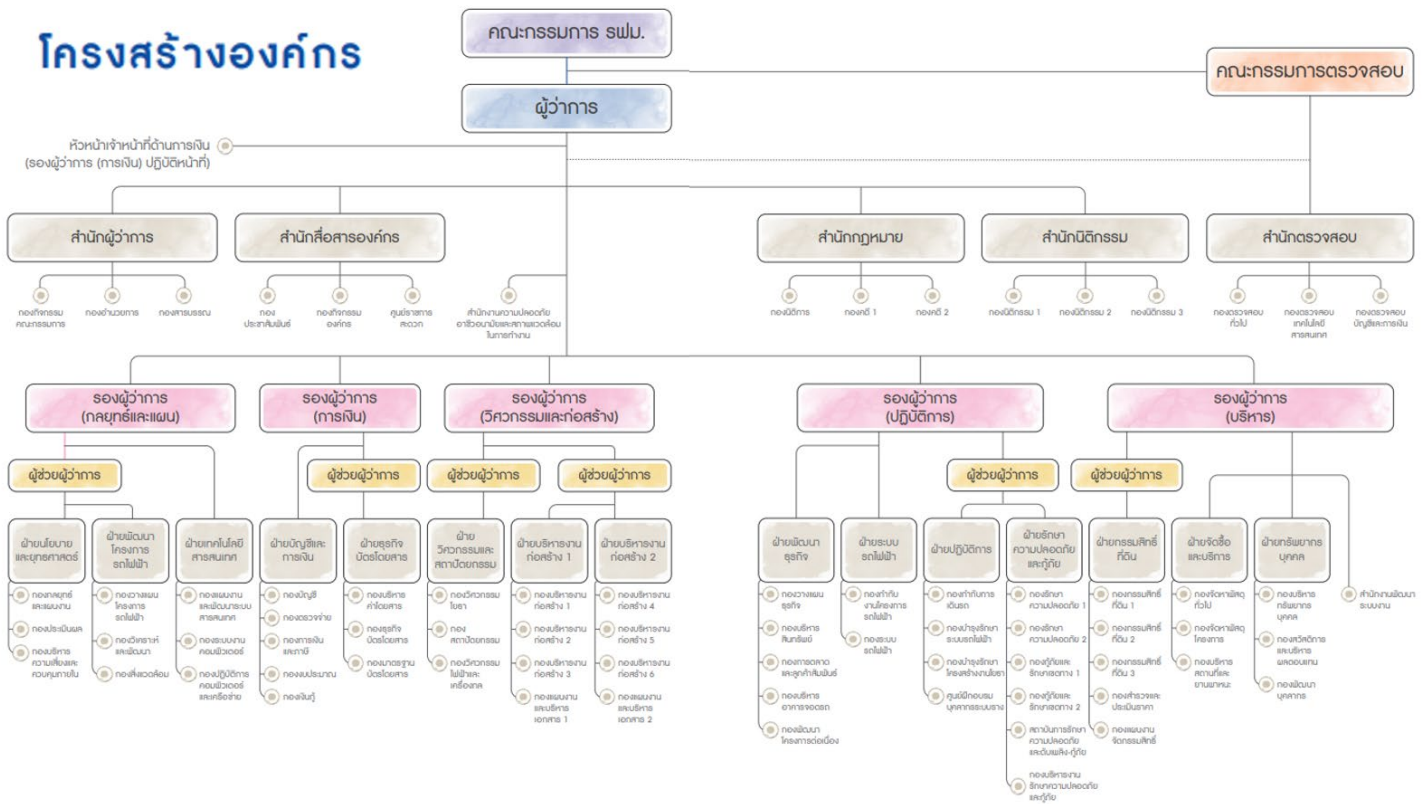 โครงสร้างองค์กร
คณะกรรมการ รฟม.
คณะกรรมการตรวจสอบ
ผู้ว่าการ
หัวหน้าเจ้าหน้าที่ด้านการเงิน
(รองผู้ว่าการ (การเงิน) ปฏิบัติหน้าที่)
สำนักผู้ว่าการ
สำนักสื่อสารองค์กร
สำนักกฎหมาย
สำนักนิติกรรม
สำนักตรวจสอบ
กองกิจกรรม
คณะกรรมการ
กองอำนวยการ
กองสารบรรณ
กอง
ประชาสัมพันธ์
กองกิจกรรม
องค์กร
ศูนย์ราชการ
สะดวก
สำนักงานความปลอดภัย
อาชีวอนามัยและสภาพแวดล้อม
ในการทำงาน
กองนิติการ
กองคดี 1
กองคดี 2
กองนิติกรรม 1
กองนิติกรรม 2
กองนิติกรรม 3
กองตรวจสอบ
ทั่วไป
กองตรวจสอบ
เทคโนโลยี
สารสนเทศ
กองตรวจสอบ
บัญชีและการเงิน
รองผู้ว่าการ
(กลยุทธ์และแผน)
รองผู้ว่าการ
(การเงิน)
รองผู้ว่าการ
(วิศวกรรมและก่อสร้าง)
รองผู้ว่าการ
(ปฏิบัติการ)
รองผู้ว่าการ
(บริหาร)
ผู้ช่วยผู้ว่าการ
ผู้ช่วยผู้ว่าการ
ผู้ช่วยผู้ว่าการ
ผู้ช่วยผู้ว่าการ
ผู้ช่วยผู้ว่าการ
ผู้ช่วยผู้ว่าการ
ฝ่ายนโยบาย
และยุทธศาสตร์
ฝ่ายพัฒนา
โครงการ
รถไฟฟ้า
ฝ่ายเทคโนโลยี
สารสนเทศ
ฝ่ายบัญชีและ
การเงิน
ฝ่ายธุรกิจ
บัตรโดยสาร
ฝ่าย
วิศวกรรมและ
สถาปัตยกรรม
ฝ่ายบริหารงาน
ก่อสร้าง 1
ฝ่ายบริหารงาน
ก่อสร้าง 2
ฝ่ายพัฒนา
ธุรกิจ
ฝ่ายระบบ
รถไฟฟ้า
ฝ่ายปฏิบัติการ
ฝ่ายรักษา
ความปลอดภัย
และกู้ภัย
ฝ่ายกรรมสิทธิ์
ที่ดิน
ฝ่ายจัดซื้อ
และบริการ
ฝ่ายทรัพยากร
บุคคล
กองกลยุทธ์
และแผนงาน
กองประเมินผล
กองบริหาร
ความเสี่ยงและ
ควบคุมภายใน
กองวางแผน
โครงการ
รถไฟฟ้า
กองวิเคราะห์
และพัฒนา
กองสิ่งแวดล้อม
กองแผนงาน
และพัฒนาระบบ
สารสนเทศ
กองระบบงาน
คอมพิวเตอร์
กองปฏิบัติการ
คอมพิวเตอร์
และเครือข่าย
กองบัญชี
กองตรวจจ่าย
กองการเงิน
และภาษี
กองงบประมาณ
กองเงินกู้
กองบริหาร
ค่าโดยสาร
กองธุรกิจ
บัตรโดยสาร
กองมาตรฐาน
บัตรโดยสาร
กองวิศวกรรม
โยธา
กอง
สถาปัตยกรรม
กองวิศวกรรม
ไฟฟ้าและ
เครื่องกล
กองบริหารงาน
ก่อสร้าง 1
กองบริหารงาน
ก่อสร้าง 2
กองบริหารงาน
ก่อสร้าง 3
กองแผนงาน
และบริหาร
เอกสาร 1
กองบริหารงาน
ก่อสร้าง 4
กองบริหารงาน
ก่อสร้าง 5
กองบริหารงาน
ก่อสร้าง 6
กองแผนงาน
และบริหาร
เอกสาร 2
กองวางแผน
ธุรกิจ
กองบริหาร
สินทรัพย์
กองการตลาด
และลูกค้าสัมพันธ์
กองบริหาร
อาคารจอดรถ
กองพัฒนา
โครงการต่อเนื่อง
กองกำกับ
งานโครงการ
รถไฟฟ้า
กองระบบ
รถไฟฟ้า
กองกำกับการ
เดินรถ
กองบำรุงรักษา
ระบบรถไฟฟ้า
กองบำรุงรักษา
โครงสร้างงานโยธา
ศูนย์ฝึกอบรม
บุคลากรระบบราง
กองรักษา
ความปลอดภัย 1
กองรักษา
ความปลอดภัย 2
กองกู้ภัยและ
รักษาเขตทาง 1
กองกู้ภัยและ
รักษาเขตทาง 2
สถาบันการรักษา
ความปลอดภัย
และดับเพลิง-กู้ภัย
กองบริหารงาน
รักษาความปลอดภัย
และกู้ภัย
กองกรรมสิทธิ์
ที่ดิน 1
กองกรรมสิทธิ์
ที่ดิน 2
กองกรรมสิทธิ์
ที่ดิน 3
กองสำรวจและ
ประเมินราคา
กองแผนงาน
จัดกรรมสิทธิ์
กองจัดหาพัสดุ
ทั่วไป
กองจัดหาพัสดุ
โครงการ
กองบริหาร
สถานที่และ
ยานพาหนะ
กองบริหาร
ทรัพยากร
บุคคล
กองสวัสดิการ
และบริหาร
ผลตอบแทน
กองพัฒนา
บุคลากร
สำนักงานพัฒนา
ระบบงาน